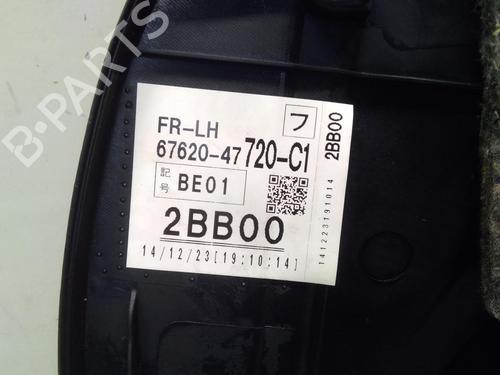 B-PARTS
FR-LH
フ
67620-47720-C1
記号
BE01
2BB00
14/12/23[19:10:14]
2BB00
141223191014